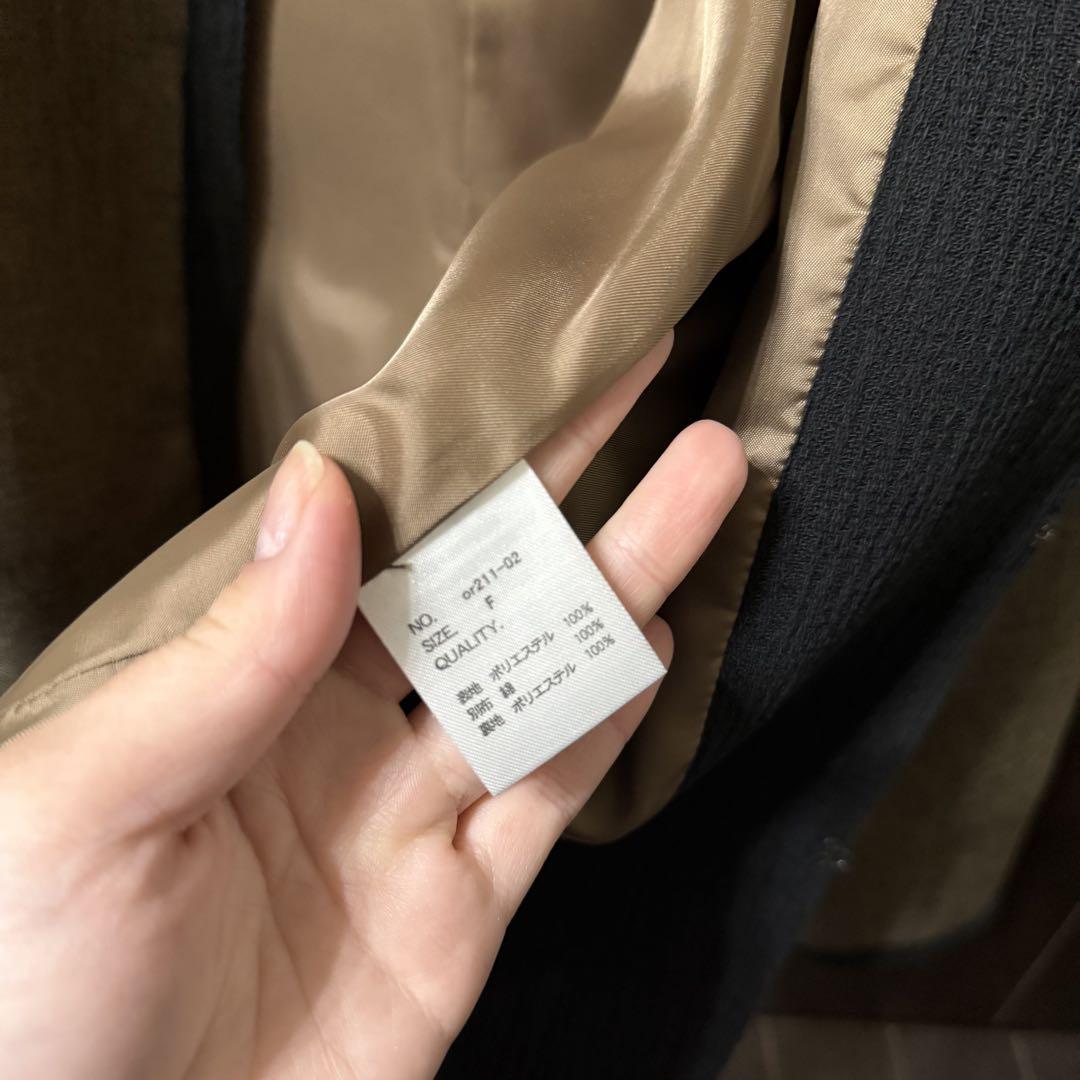 NO. or211-02
SIZE. F
QUALITY.
表地 ポリエステル 100%
別布 綿 100%
裏地 ポリエステル 100%